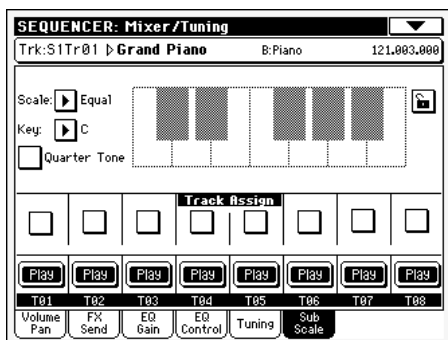 SEQUENCER: Mixer/Tuning
Trk:S1Tr01 Grand Piano B:Piano 121.003.000
Scale: Equal
Key: C
Quarter Tone
Track Assign
Play Play Play Play Play Play Play Play
T01 T02 T03 T04 T05 T06 T07 T08
Volume Pan FX Send EQ Gain EQ Control Tuning Sub Scale